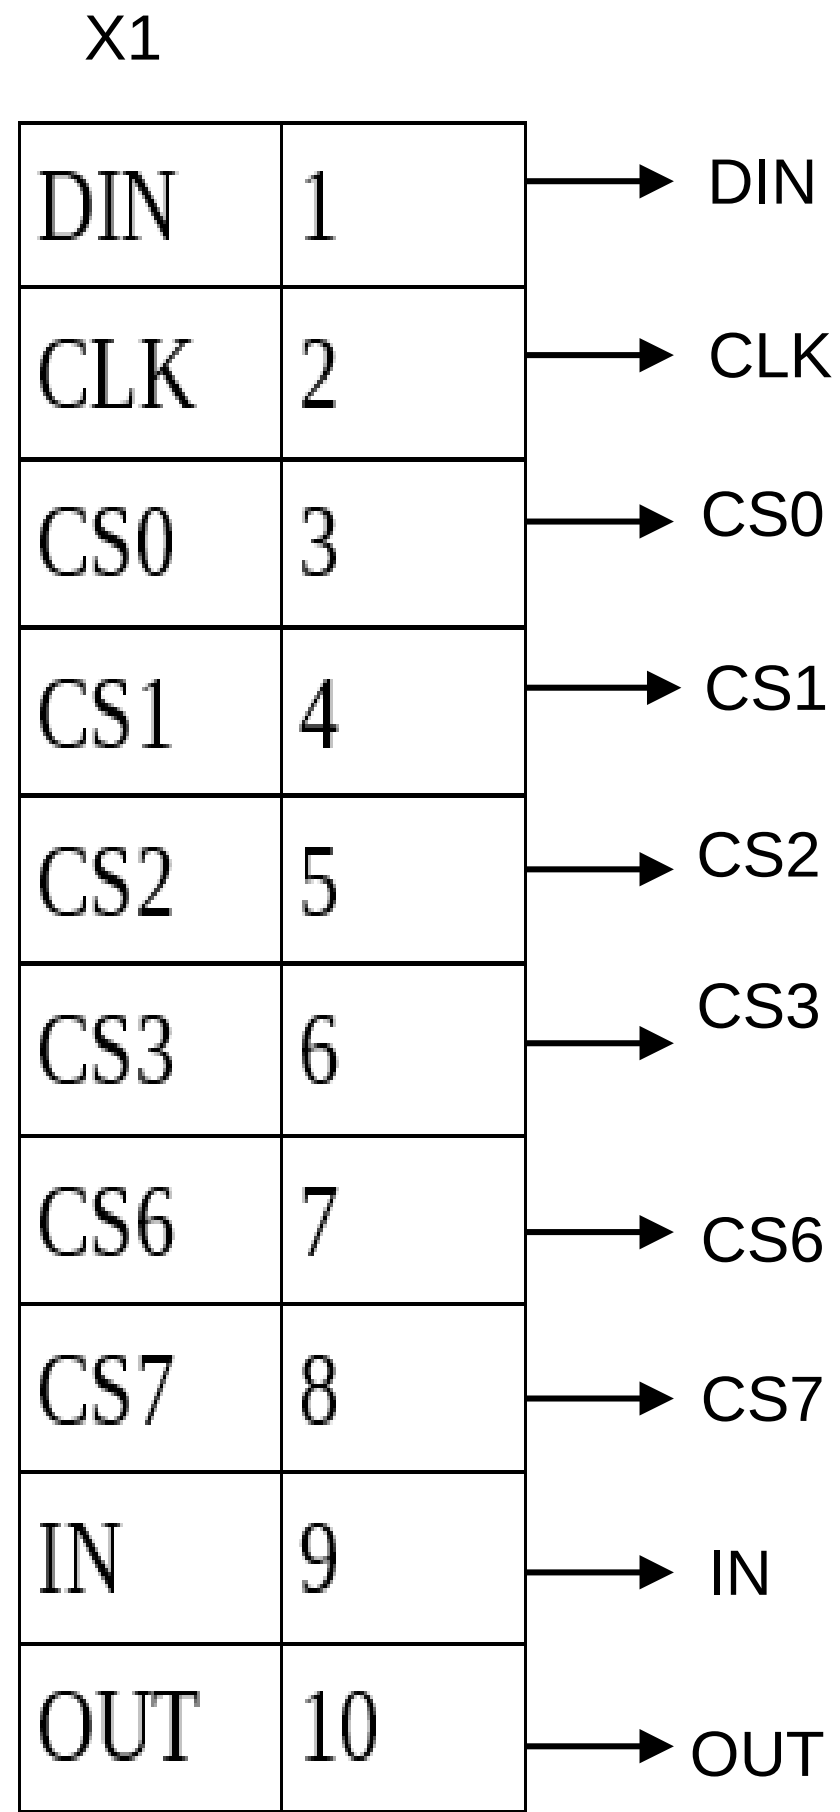 X1
DIN 1 DIN
CLK 2 CLK
CS0 3 CS0
CS1 4 CS1
CS2 5 CS2
CS3 6 CS3
CS6 7 CS6
CS7 8 CS7
IN 9 IN
OUT 10 OUT